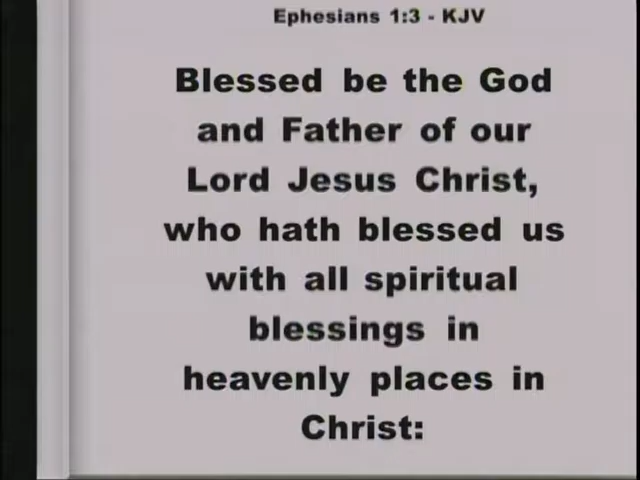 Ephesians 1:3 - KJV
Blessed be the God
and Father of our
Lord Jesus Christ,
who hath blessed us
with all spiritual
blessings in
heavenly places in
Christ: